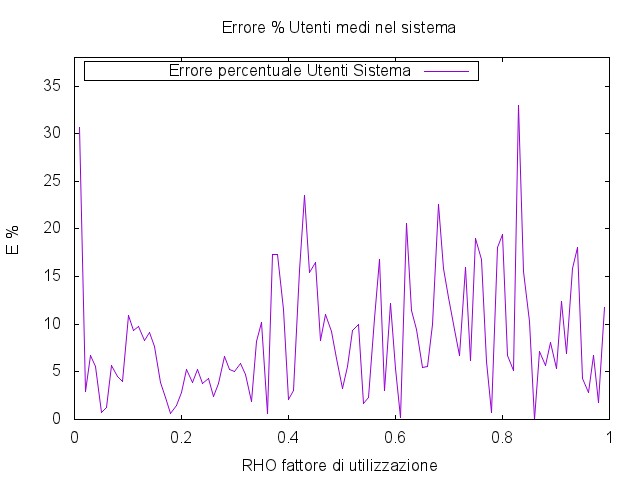 Errore % Utenti medi nel sistema
Errore percentuale Utenti Sistema
35
30
25
20
15
10
5
0
E %
0 0.2 0.4 0.6 0.8 1
RHO fattore di utilizzazione